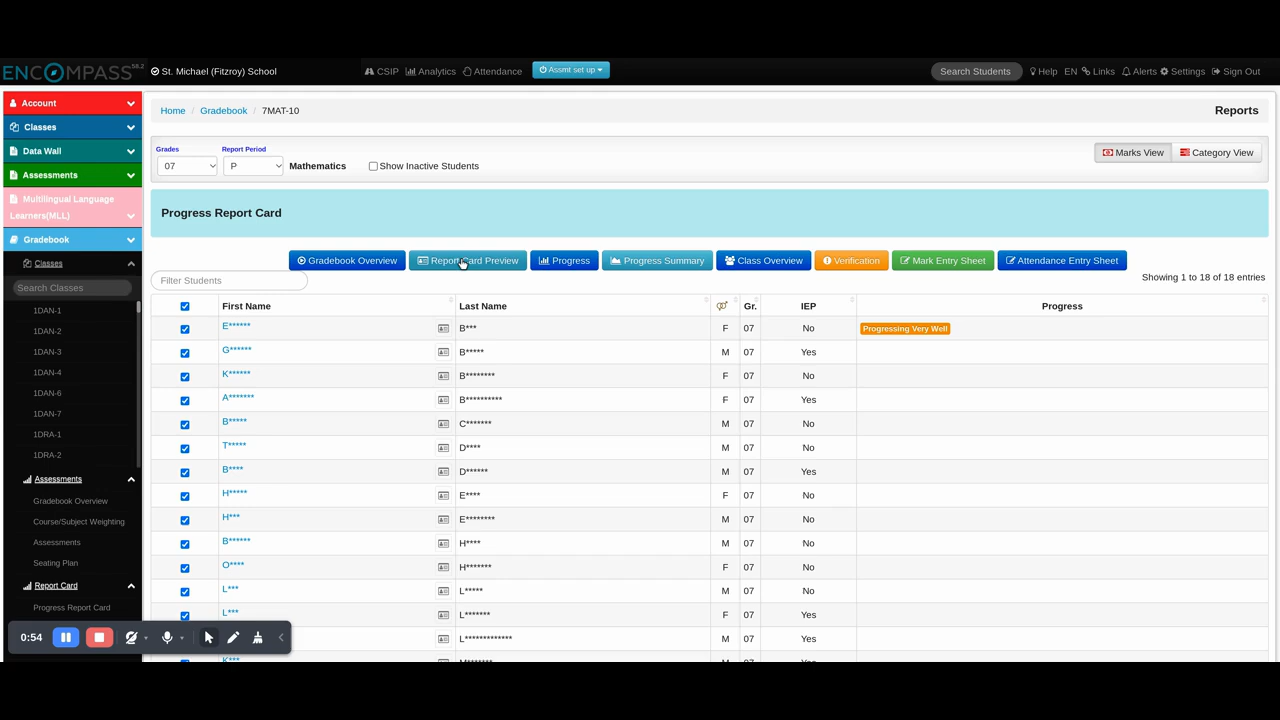 ENCOMPASS 58.2
St. Michael (Fitzroy) School
CSIP Analytics Attendance Assmt set up
Search Students Help EN Links Alerts Settings Sign Out
Account
Classes
Data Wall
Assessments
Multilingual Language
Learners(MLL)
Gradebook
Classes
Search Classes
1DAN-1
1DAN-2
1DAN-3
1DAN-4
1DAN-6
1DAN-7
1DRA-1
1DRA-2
Assessments
Gradebook Overview
Course/Subject Weighting
Assessments
Seating Plan
Report Card
Progress Report Card
0:54
Home / Gradebook / 7MAT-10
Reports
Grades Report Period
07 P Mathematics Show Inactive Students
Marks View Category View
Progress Report Card
Gradebook Overview Report Card Preview Progress Progress Summary Class Overview Verification Mark Entry Sheet Attendance Entry Sheet
Filter Students
Showing 1 to 18 of 18 entries
First Name Last Name Gr. IEP Progress
E****** B*** F 07 No Progressing Very Well
G****** B***** M 07 Yes
K****** B******** F 07 No
A******* B********** F 07 Yes
B***** C******* M 07 No
T***** D**** M 07 No
B**** D****** M 07 Yes
H***** E**** F 07 No
H*** E******** M 07 No
B****** H**** M 07 No
O**** H******* F 07 No
L*** L***** M 07 No
L*** L******* F 07 Yes
L************* M 07 Yes
K*** M******* Yes